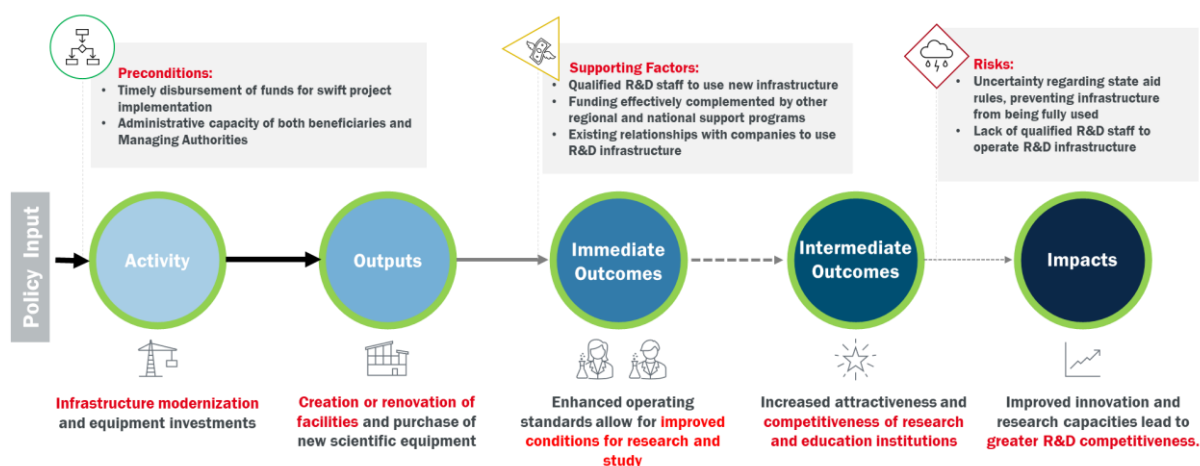 Preconditions:
• Timely disbursement of funds for swift project
implementation
• Administrative capacity of both beneficiaries and
Managing Authorities
Supporting Factors:
• Qualified R&D staff to use new infrastructure
• Funding effectively complemented by other
regional and national support programs
• Existing relationships with companies to use
R&D infrastructure
Risks:
• Uncertainty regarding state aid
rules, preventing infrastructure
from being fully used
• Lack of qualified R&D staff to
operate R&D infrastructure
Policy Input
Activity
Outputs
Immediate
Outcomes
Intermediate
Outcomes
Impacts
Infrastructure modernization
and equipment investments
Creation or renovation of
facilities and purchase of
new scientific equipment
Enhanced operating
standards allow for improved
conditions for research and
study
Increased attractiveness and
competitiveness of research
and education institutions
Improved innovation and
research capacities lead to
greater R&D competitiveness.